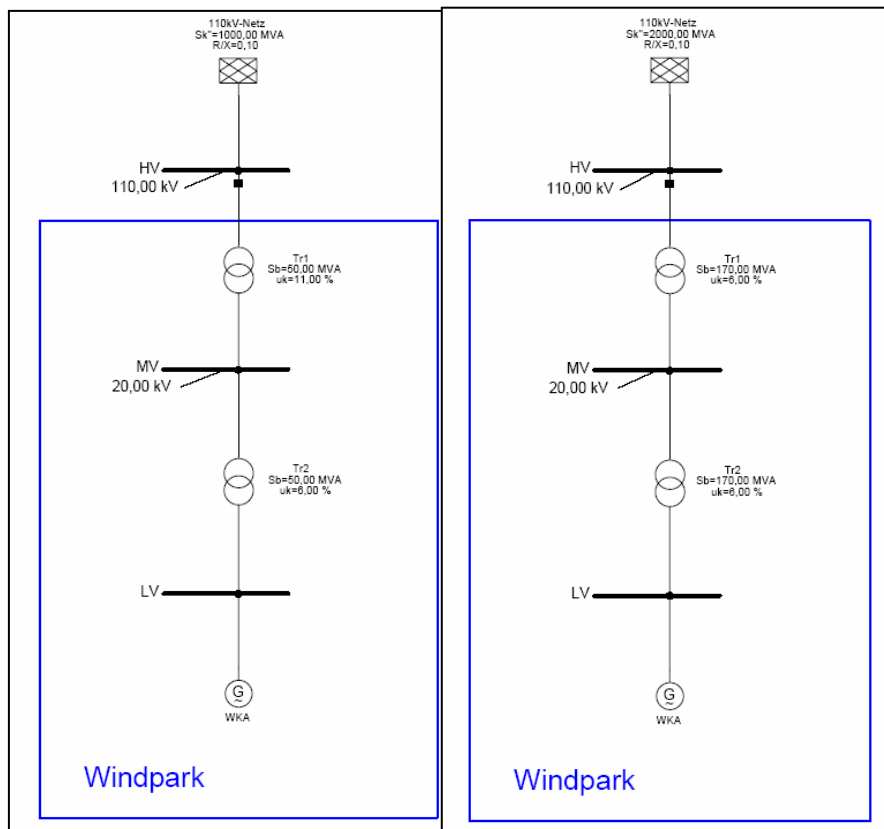 110kV-Netz
Sk"=1000,00 MVA
R/X=0,10
HV
110,00 kV
Tr1
Sb=50,00 MVA
uk=11,00 %
MV
20,00 kV
Tr2
Sb=50,00 MVA
uk=6,00 %
LV
G
~
WKA
Windpark
110kV-Netz
Sk"=2000,00 MVA
R/X=0,10
HV
110,00 kV
Tr1
Sb=170,00 MVA
uk=6,00 %
MV
20,00 kV
Tr2
Sb=170,00 MVA
uk=6,00 %
LV
G
~
WKA
Windpark